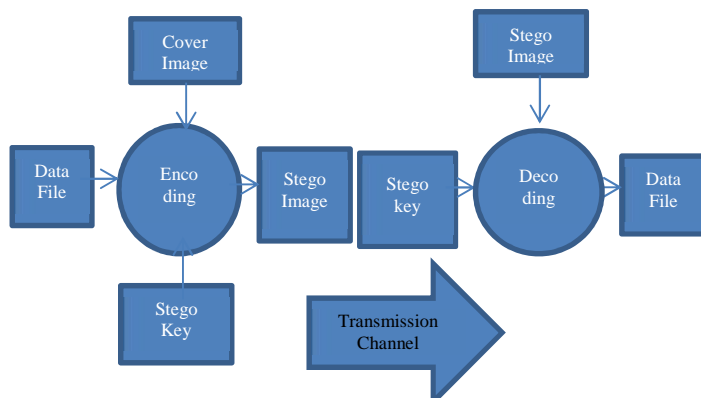 Cover
Image
Stego
Image
Data
File
Enco
ding
Stego
Image
Stego
key
Deco
ding
Data
File
Stego
Key
Transmission
Channel